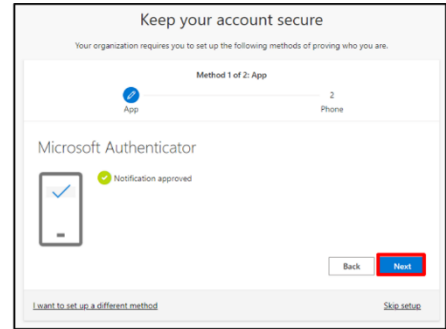 Keep your account secure
Your organization requires you to set up the following methods of proving who you are.
Method 1 of 2: App
App
2
Phone
Microsoft Authenticator
Notification approved
Back
Next
I want to set up a different method
Skip setup